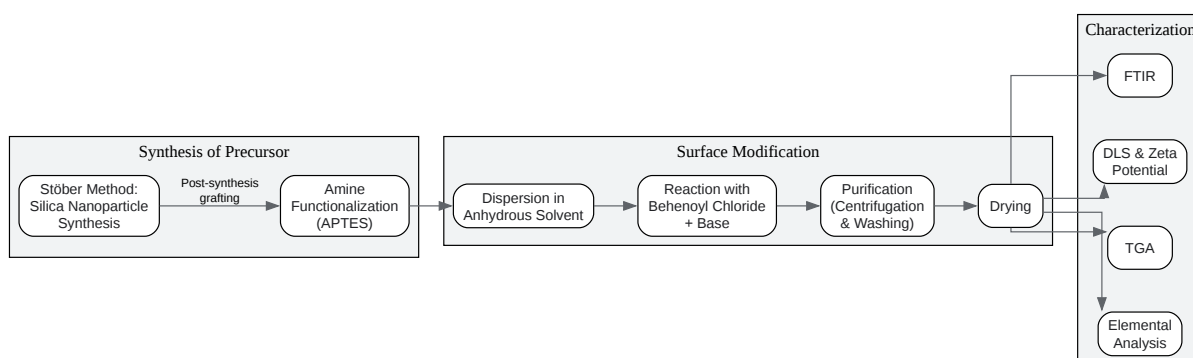 Characterization
FTIR
Synthesis of Precursor
Stöber Method:
Silica Nanoparticle
Synthesis
Post-synthesis
grafting
Amine
Functionalization
(APTES)
Surface Modification
Dispersion in
Anhydrous Solvent
Reaction with
Behenoyl Chloride
+ Base
Purification
(Centrifugation
& Washing)
Drying
DLS & Zeta
Potential
TGA
Elemental
Analysis